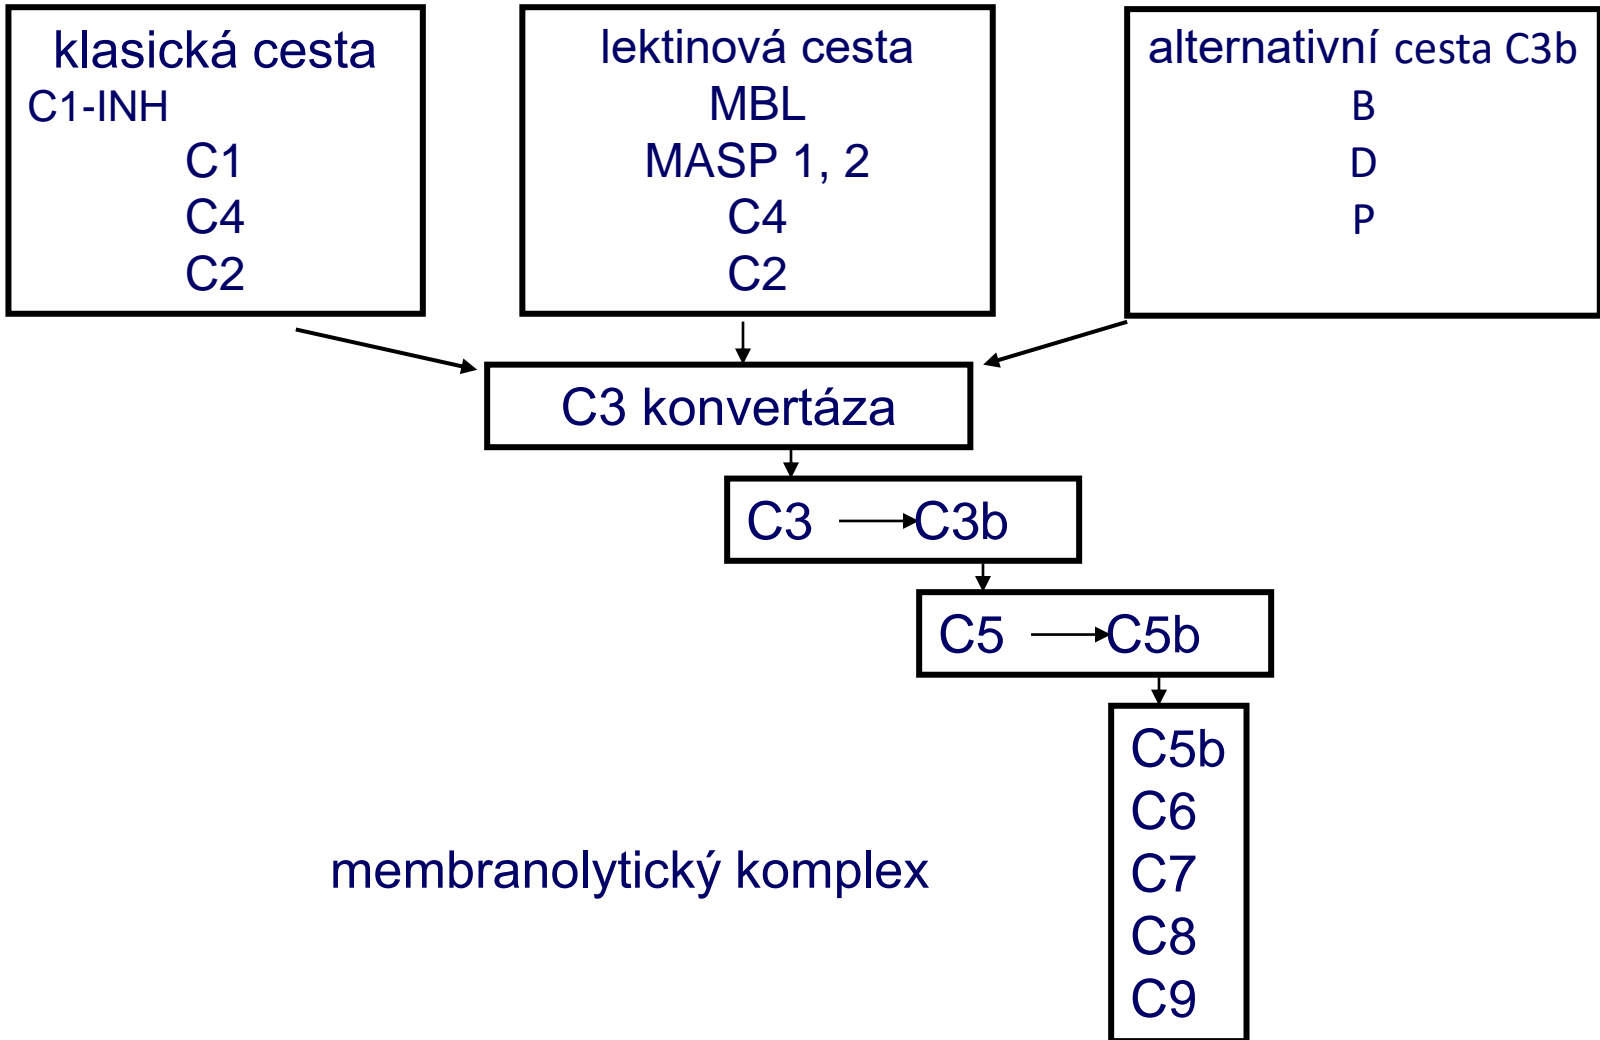 klasická cesta
C1-INH
C1
C4
C2
lektinová cesta
MBL
MASP 1, 2
C4
C2
alternativní cesta C3b
B
D
P
C3 konvertáza
C3 C3b
C5 C5b
C5b
C6
C7
C8
C9
membranolytický komplex